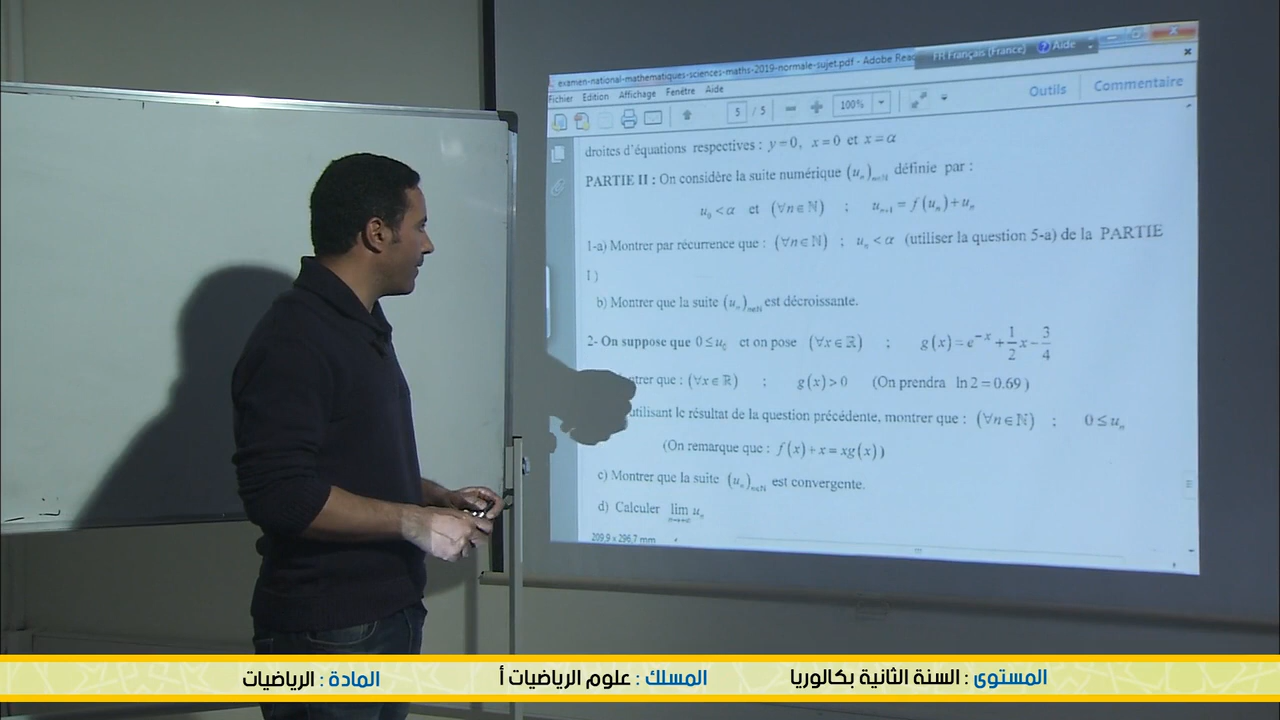 examen-national-mathematiques-sciences-maths-2019-normale-sujet.pdf - Adobe Rea
FR Français (France) Aide
Fichier Edition Affichage Fenêtre Aide
5 / 5 100% Outils Commentaire
droites d'équations respectives : y=0, x=0 et x=α
PARTIE II : On considère la suite numérique (uₙ)ₙ∈ℕ définie par :
u₀ < α et (∀n∈ℕ) ; uₙ₊₁ = f(uₙ)+uₙ
1-a) Montrer par récurrence que : (∀n∈ℕ) ; uₙ < α (utiliser la question 5-a) de la PARTIE
I )
b) Montrer que la suite (uₙ)ₙ∈ℕ est décroissante.
2- On suppose que 0 ≤ u₀ et on pose (∀x∈ℝ) ; g(x) = e⁻ˣ + 1/2 x − 3/4
ntrer que : (∀x∈ℝ) ; g(x) > 0 (On prendra ln 2 = 0.69 )
utilisant le résultat de la question précédente, montrer que : (∀n∈ℕ) ; 0 ≤ uₙ
(On remarque que : f(x)+x = xg(x) )
c) Montrer que la suite (uₙ)ₙ∈ℕ est convergente.
d) Calculer lim uₙ
n→+∞
209,9 x 296,7 mm
المستوى : السنة الثانية بكالوريا المسلك : علوم الرياضيات أ المادة : الرياضيات